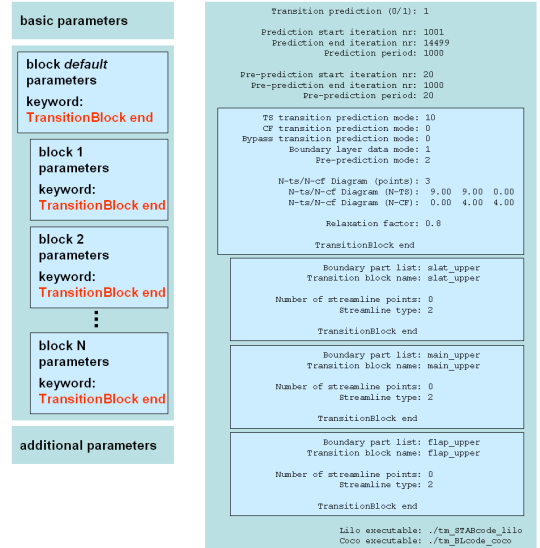 basic parameters
block default
parameters
keyword:
TransitionBlock end
block 1
parameters
keyword:
TransitionBlock end
block 2
parameters
keyword:
TransitionBlock end
block N
parameters
keyword:
TransitionBlock end
additional parameters
Transition prediction (0/1): 1
Prediction start iteration nr: 1001
Prediction end iteration nr: 14499
Prediction period: 1000
Pre-prediction start iteration nr: 20
Pre-prediction end iteration nr: 1000
Pre-prediction period: 20
TS transition prediction mode: 10
CF transition prediction mode: 0
Bypass transition prediction mode: 0
Boundary layer data mode: 1
Pre-prediction mode: 2
N-ts/N-cf Diagram (points): 3
N-ts/N-cf Diagram (N-TS): 9.00 9.00 0.00
N-ts/N-cf Diagram (N-CF): 0.00 4.00 4.00
Relaxation factor: 0.8
TransitionBlock end
Boundary part list: slat_upper
Transition block name: slat_upper
Number of streamline points: 0
Streamline type: 2
TransitionBlock end
Boundary part list: main_upper
Transition block name: main_upper
Number of streamline points: 0
Streamline type: 2
TransitionBlock end
Boundary part list: flap_upper
Transition block name: flap_upper
Number of streamline points: 0
Streamline type: 2
TransitionBlock end
Lilo executable: ./tm_STABcode_lilo
Coco executable: ./tm_BLcode_coco